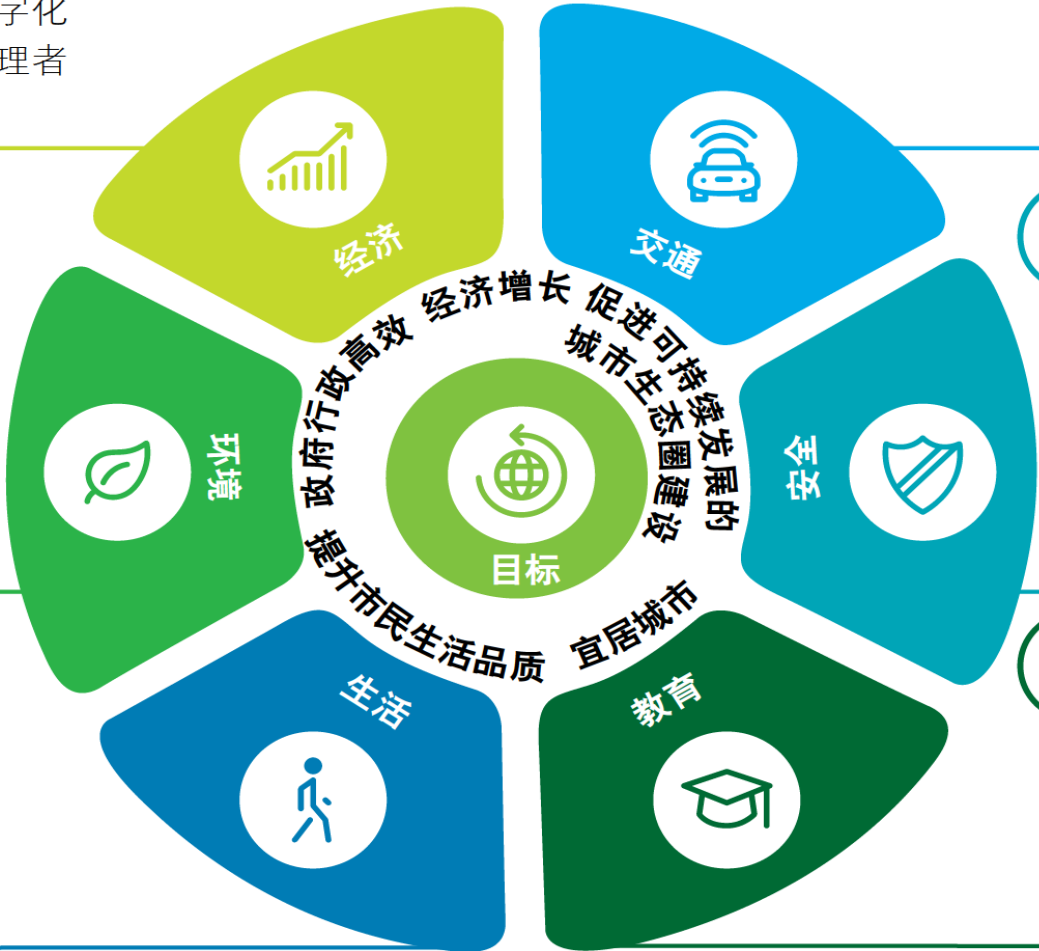 字化
理者
经济
交通
安全
教育
生活
环境
政府行政高效
经济增长
促进可持续发展的
城市生态圈建设
宜居城市
提升市民生活品质
目标